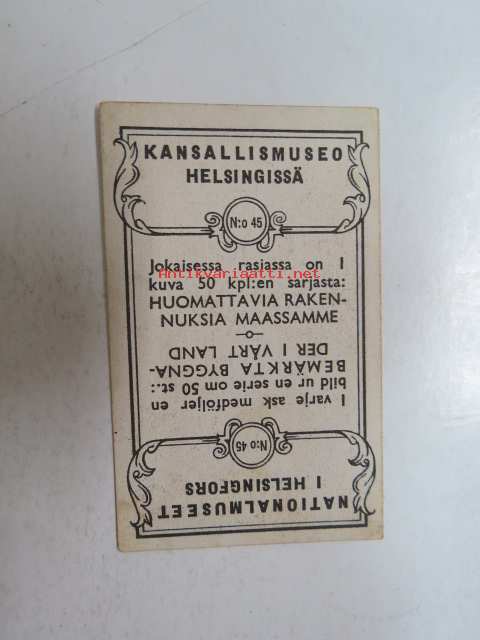 KANSALLISMUSEO
HELSINGISSÄ
N:o 45
Jokaisessa rasiassa on 1
kuva 50 kpl:en sarjasta:
HUOMATTAVIA RAKEN-
NUKSIA MAASSAMME
Antikvariaatti.net
NATIONALMUSEET
I HELSINGFORS
N:o 45
I varje ask medföljer en
bild ur en serie om 50 st.:
BEMÄRKTA BYGGNA-
DER I VÅRT LAND